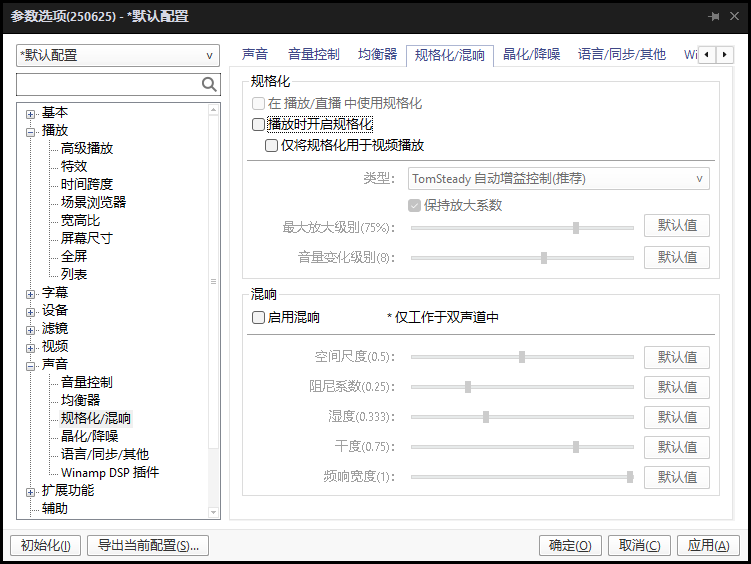 参数选项(250625) - *默认配置
*默认配置
基本
播放
高级播放
特效
时间跨度
场景浏览器
宽高比
屏幕尺寸
全屏
列表
字幕
设备
滤镜
视频
声音
音量控制
均衡器
规格化/混响
晶化/降噪
语言/同步/其他
Winamp DSP 插件
扩展功能
辅助
声音 音量控制 均衡器 规格化/混响 晶化/降噪 语言/同步/其他 Wi
规格化
在 播放/直播 中使用规格化
播放时开启规格化
仅将规格化用于视频播放
类型: TomSteady 自动增益控制(推荐)
保持放大系数
最大放大级别(75%): 默认值
音量变化级别(8): 默认值
混响
启用混响 * 仅工作于双声道中
空间尺度(0.5): 默认值
阻尼系数(0.25): 默认值
湿度(0.333): 默认值
干度(0.75): 默认值
频响宽度(1): 默认值
初始化(I) 导出当前配置(S)... 确定(O) 取消(C) 应用(A)